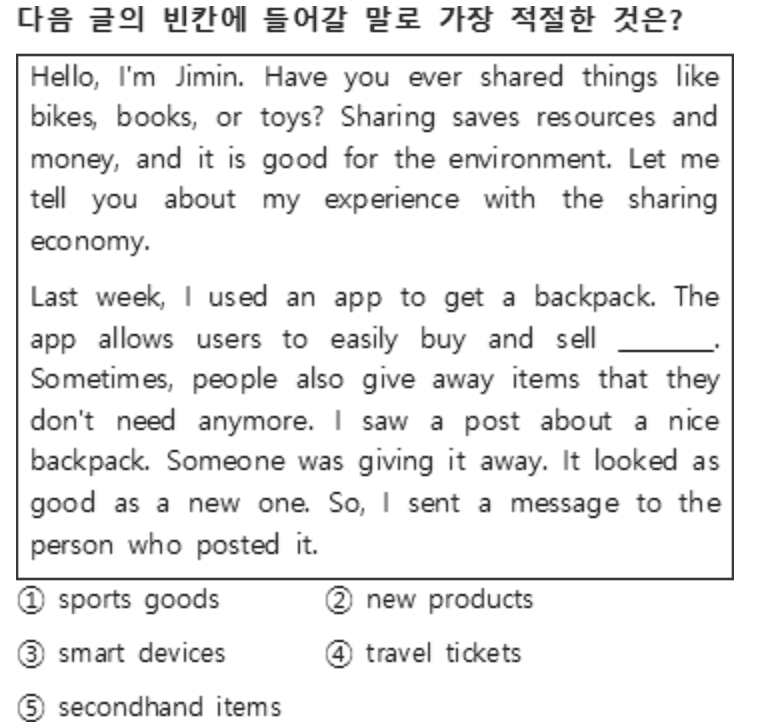 다음 글의 빈칸에 들어갈 말로 가장 적절한 것은?
Hello, I'm Jimin. Have you ever shared things like
bikes, books, or toys? Sharing saves resources and
money, and it is good for the environment. Let me
tell you about my experience with the sharing
economy.
Last week, I used an app to get a backpack. The
app allows users to easily buy and sell ______.
Sometimes, people also give away items that they
don't need anymore. I saw a post about a nice
backpack. Someone was giving it away. It looked as
good as a new one. So, I sent a message to the
person who posted it.
① sports goods ② new products
③ smart devices ④ travel tickets
⑤ secondhand items